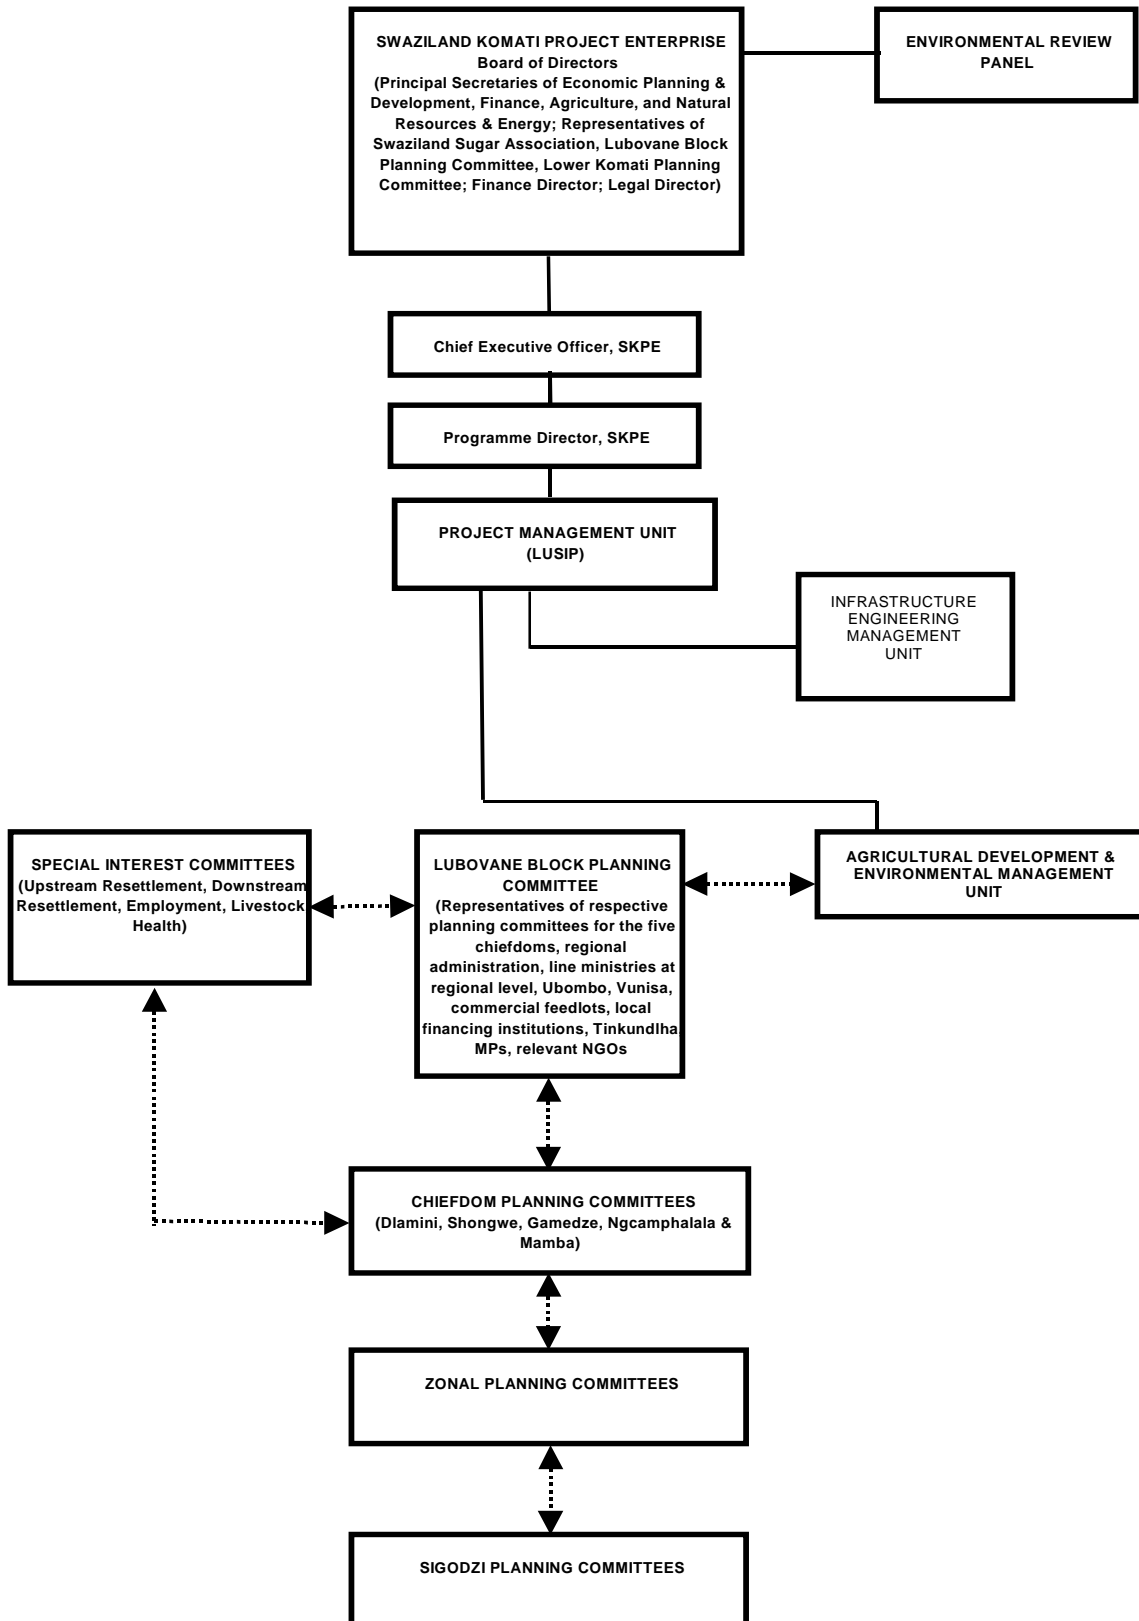 SWAZILAND KOMATI PROJECT ENTERPRISE
Board of Directors
(Principal Secretaries of Economic Planning &
Development, Finance, Agriculture, and Natural
Resources & Energy; Representatives of
Swaziland Sugar Association, Lubovane Block
Planning Committee, Lower Komati Planning
Committee; Finance Director; Legal Director)
ENVIRONMENTAL REVIEW
PANEL
Chief Executive Officer, SKPE
Programme Director, SKPE
PROJECT MANAGEMENT UNIT
(LUSIP)
INFRASTRUCTURE
ENGINEERING
MANAGEMENT
UNIT
SPECIAL INTEREST COMMITTEES
(Upstream Resettlement, Downstream
Resettlement, Employment, Livestock
Health)
LUBOVANE BLOCK PLANNING
COMMITTEE
(Representatives of respective
planning committees for the five
chiefdoms, regional
administration, line ministries at
regional level, Ubombo, Vunisa,
commercial feedlots, local
financing institutions, Tinkundlha,
MPs, relevant NGOs
AGRICULTURAL DEVELOPMENT &
ENVIRONMENTAL MANAGEMENT
UNIT
CHIEFDOM PLANNING COMMITTEES
(Dlamini, Shongwe, Gamedze, Ngcamphalala &
Mamba)
ZONAL PLANNING COMMITTEES
SIGODZI PLANNING COMMITTEES